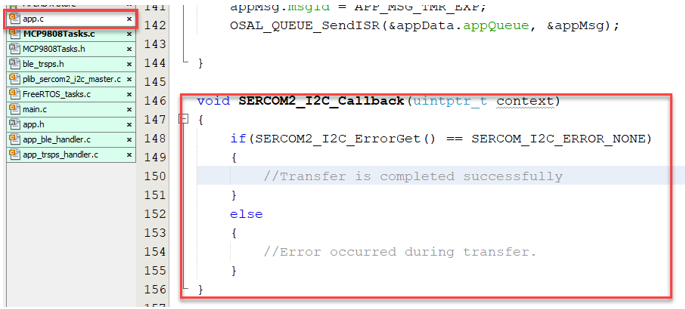 app.c
MCP9808Tasks.c
MCP9808Tasks.h
ble_trsps.h
plib_sercom2_i2c_master.c
FreeRTOS_tasks.c
main.c
app.h
app_ble_handler.c
app_trsps_handler.c
141 appMsg.msgId = APP_MSG_TMR_EXP;
142 OSAL_QUEUE_SendISR(&appData.appQueue, &appMsg);
143
144 }
145
146 void SERCOM2_I2C_Callback(uintptr_t context)
147 {
148 if(SERCOM2_I2C_ErrorGet() == SERCOM_I2C_ERROR_NONE)
149 {
150 //Transfer is completed successfully
151 }
152 else
153 {
154 //Error occurred during transfer.
155 }
156 }
157